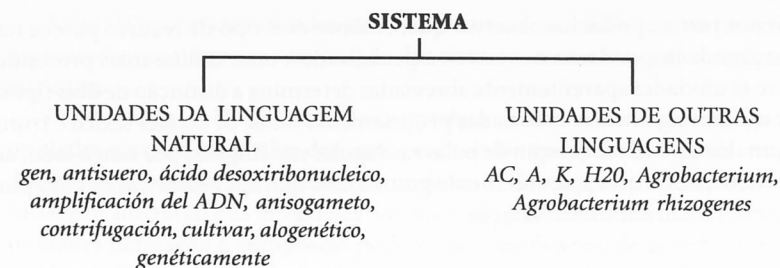 SISTEMA
UNIDADES DA LINGUAGEM
NATURAL
gen, antisuero, ácido desoxiribonucleico,
amplificación del ADN, anisogameto,
contrifugación, cultivar, alogenético,
genéticamente
UNIDADES DE OUTRAS
LINGUAGENS
AC, A, K, H20, Agrobacterium,
Agrobacterium rhizogenes